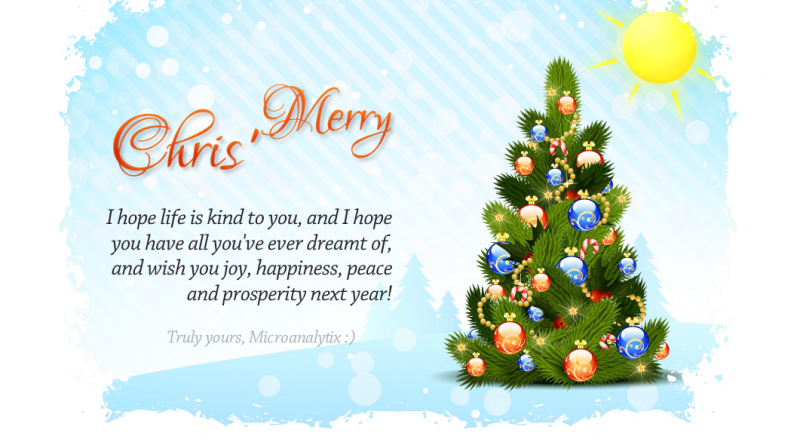 Chris' Merry
I hope life is kind to you, and I hope
you have all you've ever dreamt of,
and wish you joy, happiness, peace
and prosperity next year!
Truly yours, Microanalytix :)